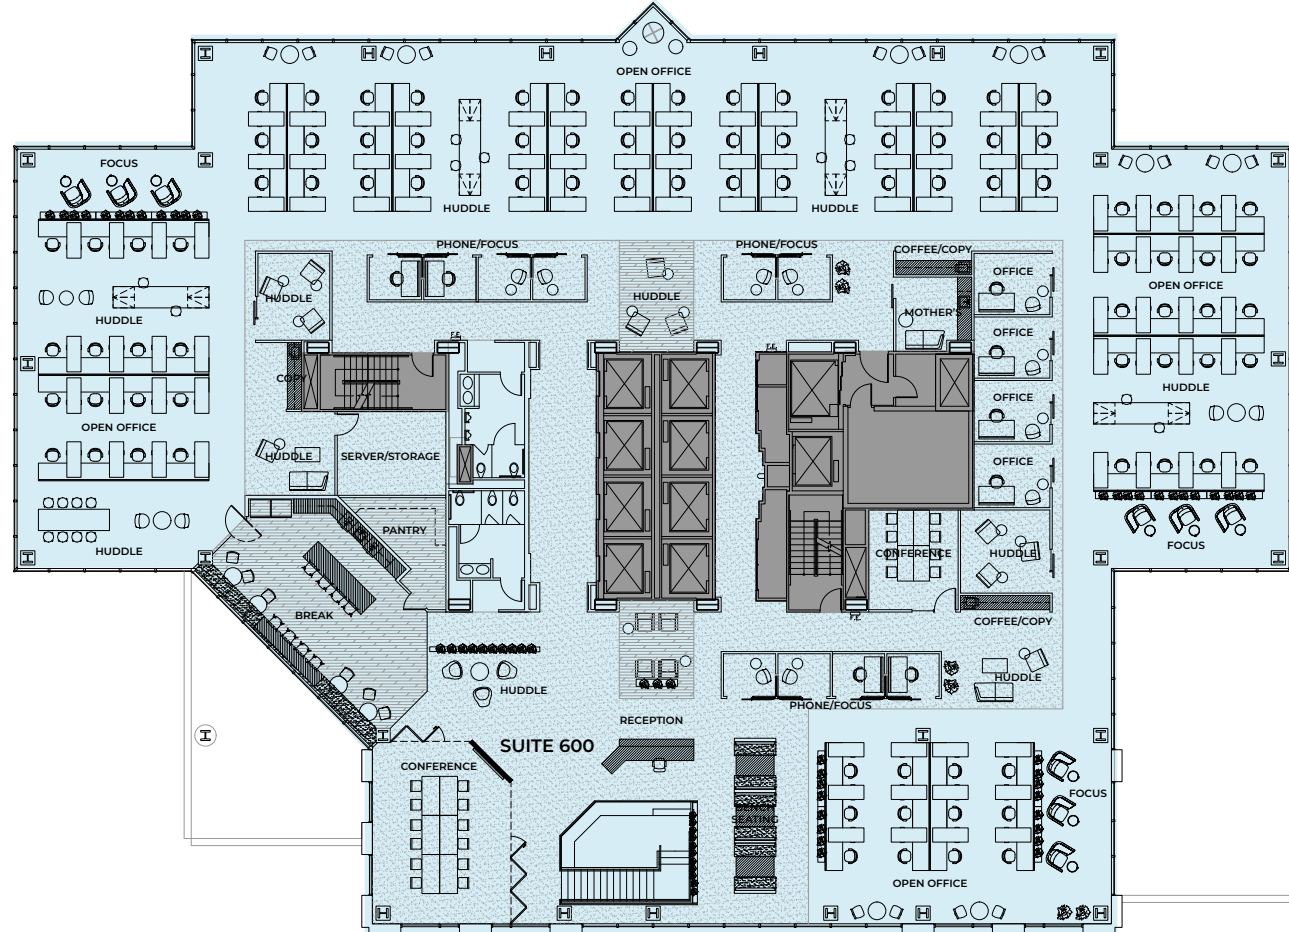 OPEN OFFICE
FOCUS
HUDDLE
HUDDLE
PHONE/FOCUS
PHONE/FOCUS
COFFEE/COPY
OFFICE
OPEN OFFICE
HUDDLE
HUDDLE
MOTHER'S
HUDDLE
OFFICE
F.E.
F.E.
COPY
HUDDLE
OFFICE
OPEN OFFICE
HUDDLE
SERVER/STORAGE
OFFICE
PANTRY
HUDDLE
CONFERENCE
HUDDLE
FOCUS
BREAK
F.E.
COFFEE/COPY
HUDDLE
HUDDLE
PHONE/FOCUS
RECEPTION
SUITE 600
CONFERENCE
FOCUS
SEATING
OPEN OFFICE